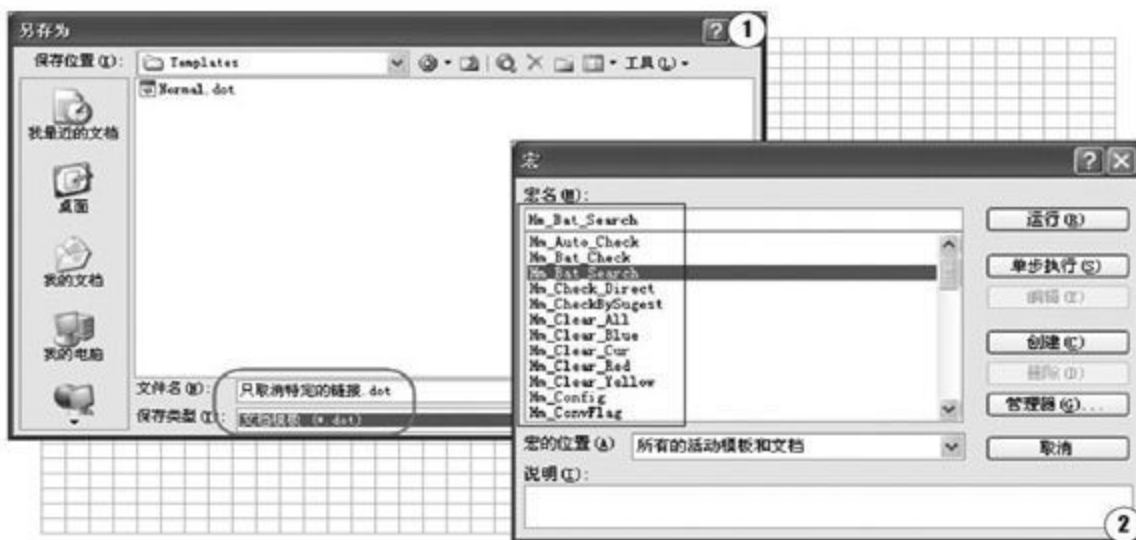 另存为
1
保存位置(I):
Templates
工具(L)
Normal.dot
我最近的文档
桌面
我的文档
我的电脑
文件名(N):
只取消特定的链接.dot
保存类型(T):
文档模板 (*.dot)
宏
宏名(M):
Mm_Bat_Search
Mm_Auto_Check
Mm_Bat_Check
Mm_Bat_Search
Mm_Check_Direct
Mm_CheckBySugest
Mm_Clear_All
Mm_Clear_Blue
Mm_Clear_Cur
Mm_Clear_Red
Mm_Clear_Yellow
Mm_Config
Mm_ConvFlag
运行(R)
单步执行(S)
编辑(E)
创建(C)
删除(D)
管理器(G)...
宏的位置(A)
所有的活动模板和文档
取消
说明(I):
2